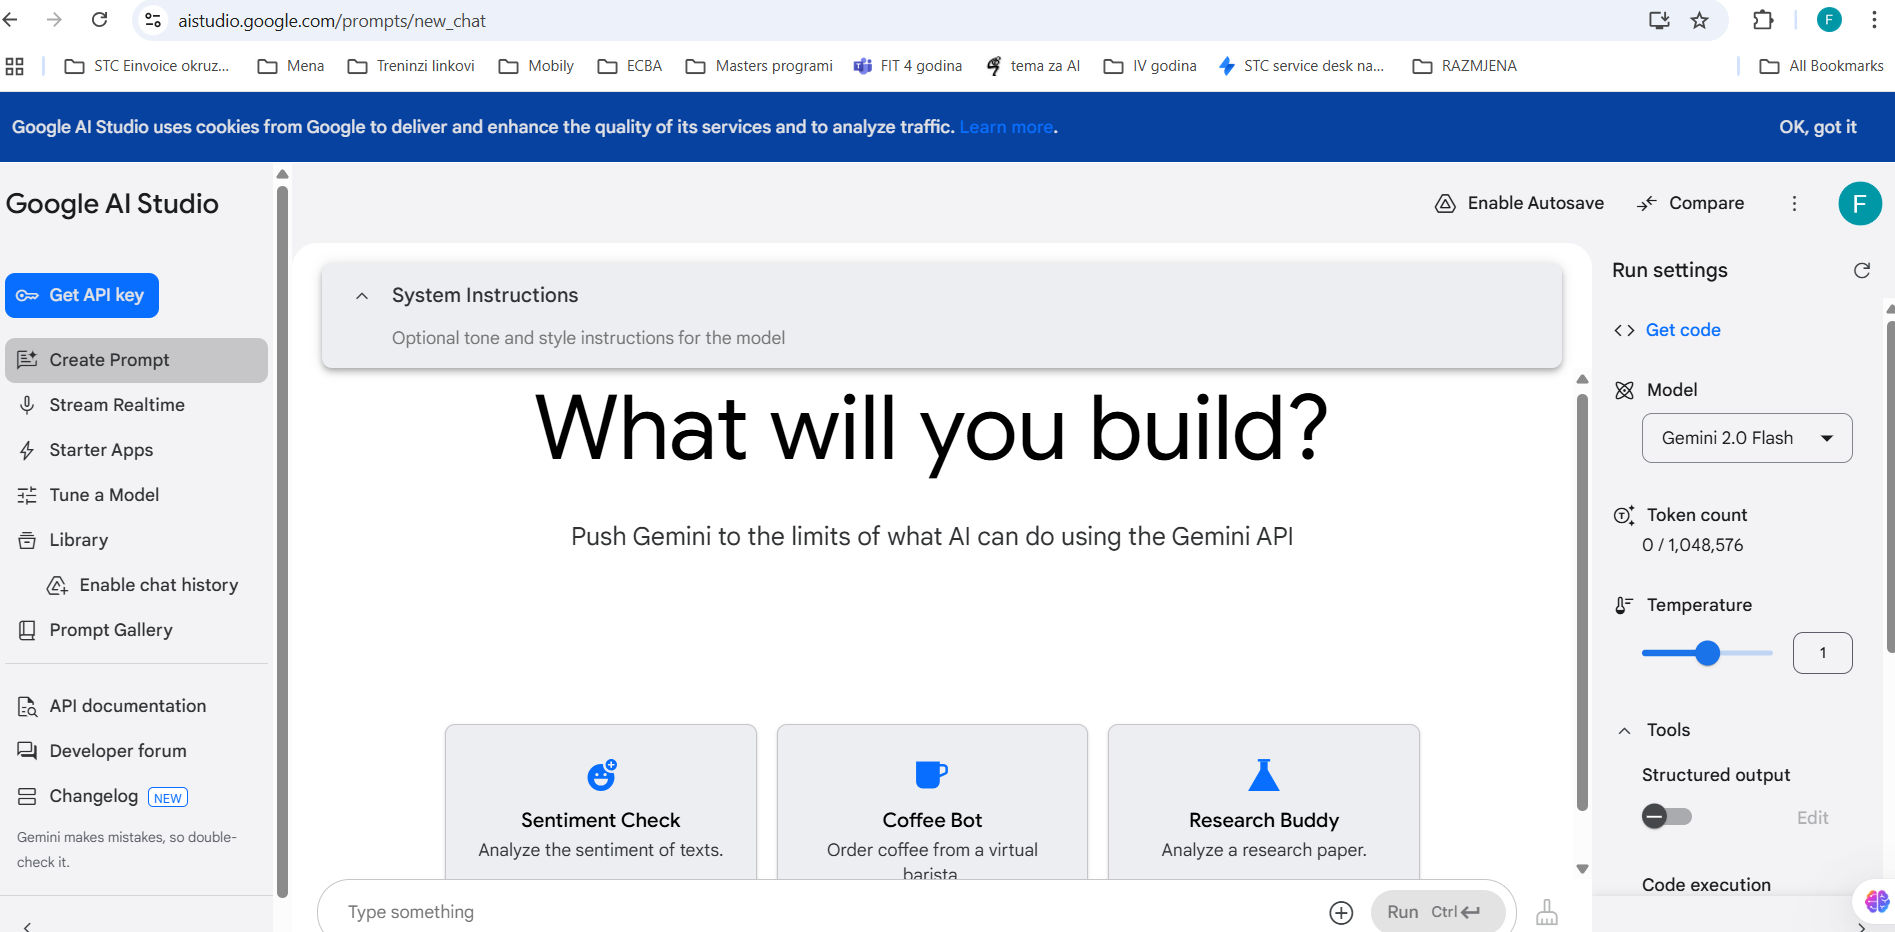 aistudio.google.com/prompts/new_chat
F
STC Einvoice okruz...
Mena
Treninzi linkovi
Mobily
ECBA
Masters programi
FIT 4 godina
tema za AI
IV godina
STC service desk na...
RAZMJENA
All Bookmarks
Google AI Studio uses cookies from Google to deliver and enhance the quality of its services and to analyze traffic. Learn more.
OK, got it
Google AI Studio
Get API key
Create Prompt
Stream Realtime
Starter Apps
Tune a Model
Library
Enable chat history
Prompt Gallery
API documentation
Developer forum
Changelog NEW
Gemini makes mistakes, so double-
check it.
Enable Autosave
Compare
F
System Instructions
Optional tone and style instructions for the model
What will you build?
Push Gemini to the limits of what AI can do using the Gemini API
Sentiment Check
Analyze the sentiment of texts.
Coffee Bot
Order coffee from a virtual
barista
Research Buddy
Analyze a research paper.
Type something
Run Ctrl
Run settings
Get code
Model
Gemini 2.0 Flash
Token count
0 / 1,048,576
Temperature
1
Tools
Structured output
Edit
Code execution